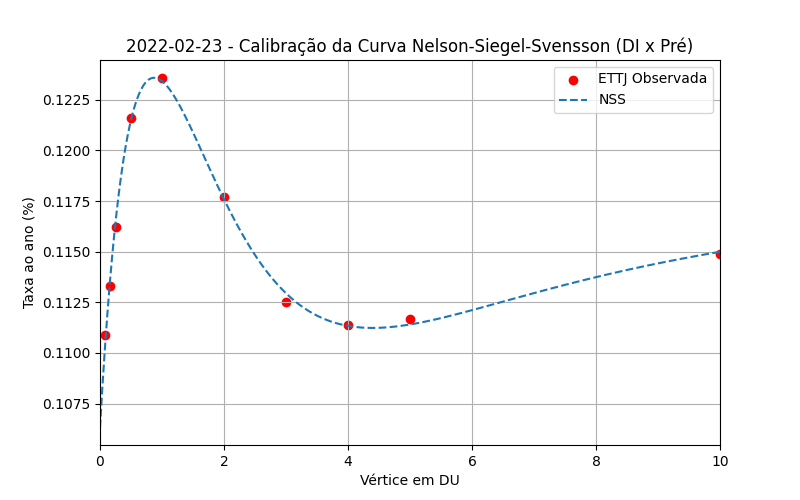 2022-02-23 - Calibração da Curva Nelson-Siegel-Svensson (DI x Pré)
ETTJ Observada
NSS
Taxa ao ano (%)
0.1225
0.1200
0.1175
0.1150
0.1125
0.1100
0.1075
0 2 4 6 8 10
Vértice em DU